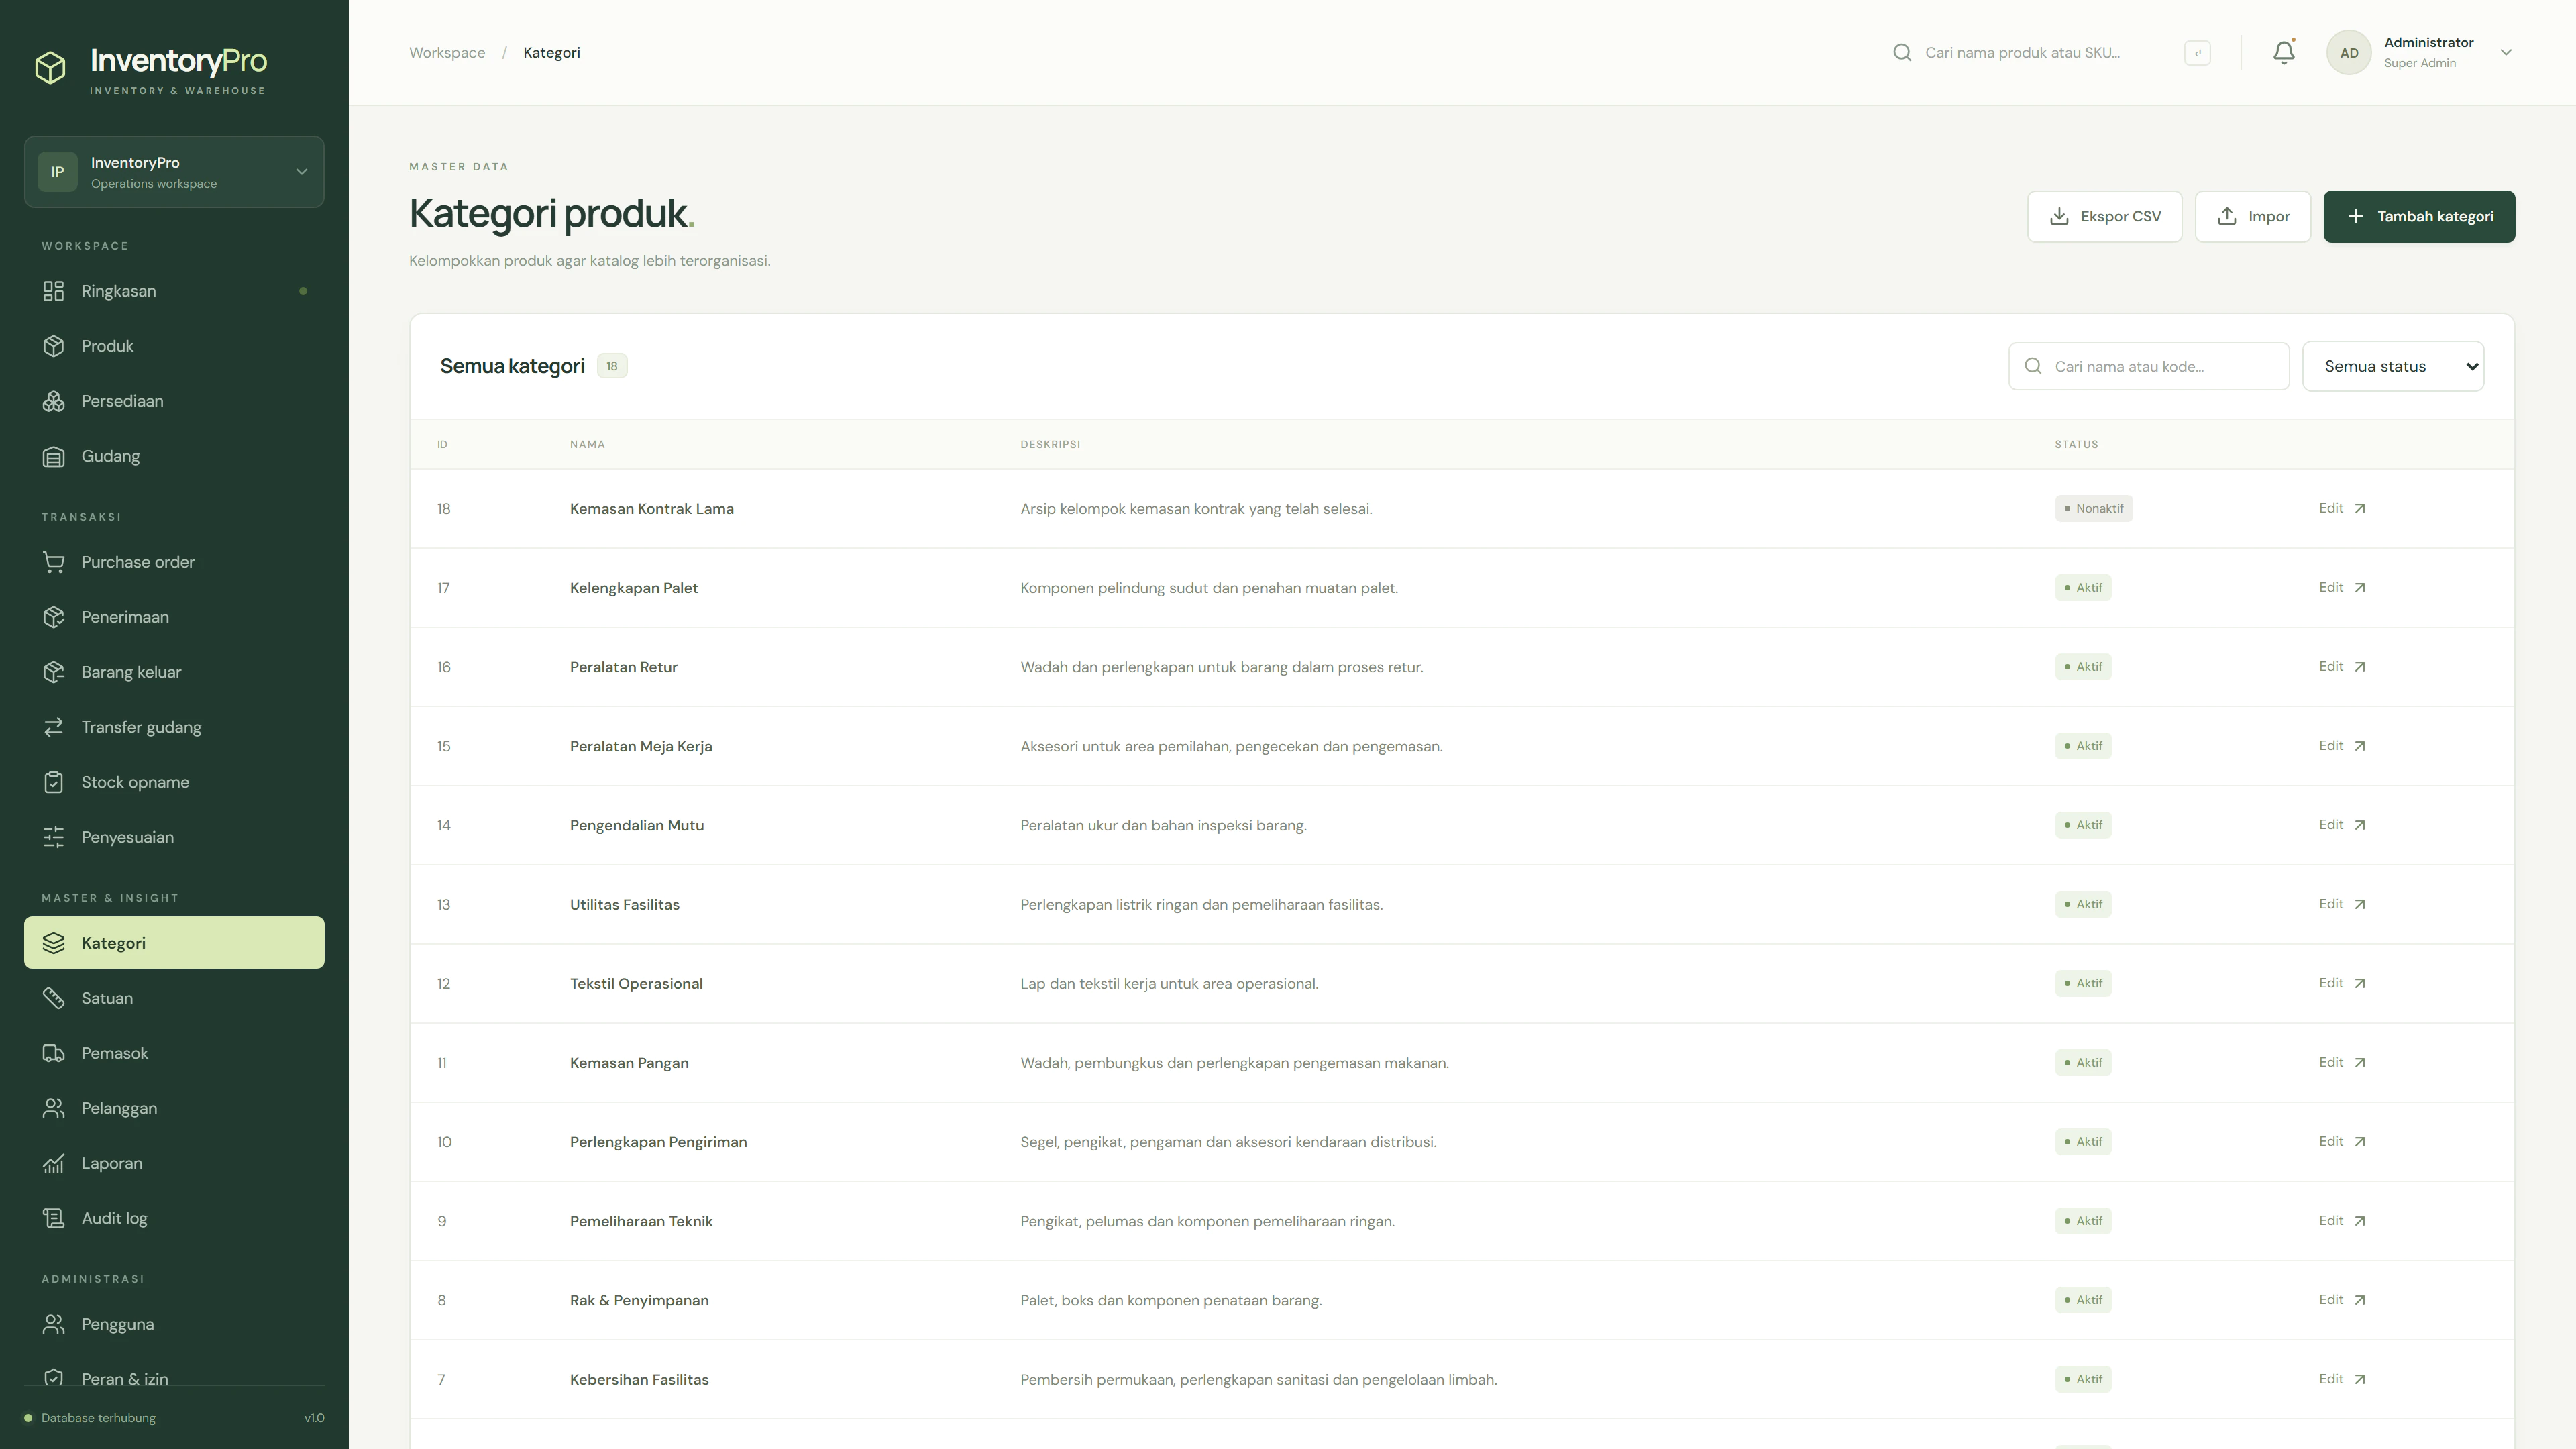 InventoryPro
INVENTORY & WAREHOUSE
IP
InventoryPro
Operations workspace
WORKSPACE
Ringkasan
Produk
Persediaan
Gudang
TRANSAKSI
Purchase order
Penerimaan
Barang keluar
Transfer gudang
Stock opname
Penyesuaian
MASTER & INSIGHT
Kategori
Satuan
Pemasok
Pelanggan
Laporan
Audit log
ADMINISTRASI
Pengguna
Peran & izin
Database terhubung v1.0
Workspace / Kategori
Cari nama produk atau SKU...
AD
Administrator
Super Admin
MASTER DATA
Kategori produk.
Kelompokkan produk agar katalog lebih terorganisasi.
Ekspor CSV
Impor
Tambah kategori
Semua kategori 18
Cari nama atau kode...
Semua status
ID NAMA DESKRIPSI STATUS
18 Kemasan Kontrak Lama Arsip kelompok kemasan kontrak yang telah selesai. Nonaktif Edit
17 Kelengkapan Palet Komponen pelindung sudut dan penahan muatan palet. Aktif Edit
16 Peralatan Retur Wadah dan perlengkapan untuk barang dalam proses retur. Aktif Edit
15 Peralatan Meja Kerja Aksesori untuk area pemilahan, pengecekan dan pengemasan. Aktif Edit
14 Pengendalian Mutu Peralatan ukur dan bahan inspeksi barang. Aktif Edit
13 Utilitas Fasilitas Perlengkapan listrik ringan dan pemeliharaan fasilitas. Aktif Edit
12 Tekstil Operasional Lap dan tekstil kerja untuk area operasional. Aktif Edit
11 Kemasan Pangan Wadah, pembungkus dan perlengkapan pengemasan makanan. Aktif Edit
10 Perlengkapan Pengiriman Segel, pengikat, pengaman dan aksesori kendaraan distribusi. Aktif Edit
9 Pemeliharaan Teknik Pengikat, pelumas dan komponen pemeliharaan ringan. Aktif Edit
8 Rak & Penyimpanan Palet, boks dan komponen penataan barang. Aktif Edit
7 Kebersihan Fasilitas Pembersih permukaan, perlengkapan sanitasi dan pengelolaan limbah. Aktif Edit